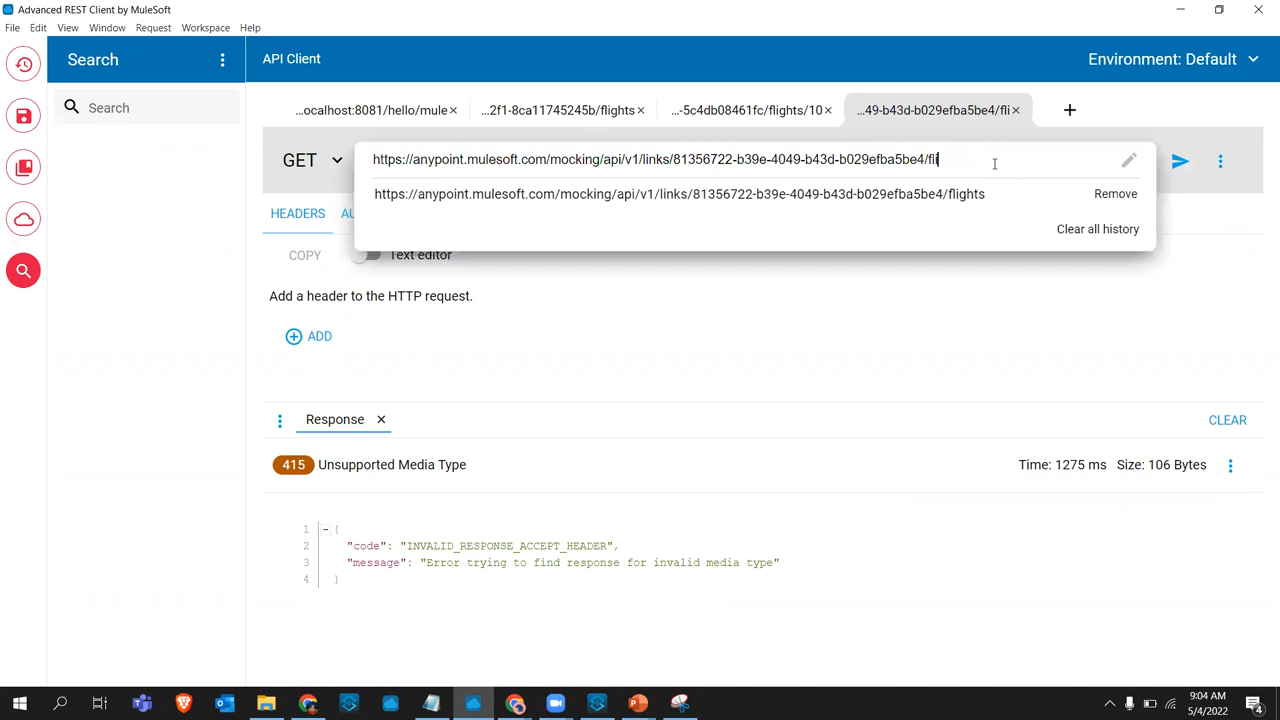 Advanced REST Client by MuleSoft
File Edit View Window Request Workspace Help
Search
API Client
Environment: Default
Search
...ocalhost:8081/hello/mule
...2f1-8ca11745245b/flights
...-5c4db08461fc/flights/10
...49-b43d-b029efba5be4/fli
GET
https://anypoint.mulesoft.com/mocking/api/v1/links/81356722-b39e-4049-b43d-b029efba5be4/fli
https://anypoint.mulesoft.com/mocking/api/v1/links/81356722-b39e-4049-b43d-b029efba5be4/flights
Remove
HEADERS AU
Clear all history
COPY Text editor
Add a header to the HTTP request.
ADD
Response
CLEAR
415 Unsupported Media Type
Time: 1275 ms Size: 106 Bytes
1 {
2 "code": "INVALID_RESPONSE_ACCEPT_HEADER",
3 "message": "Error trying to find response for invalid media type"
4 }
9:04 AM
5/4/2022
4